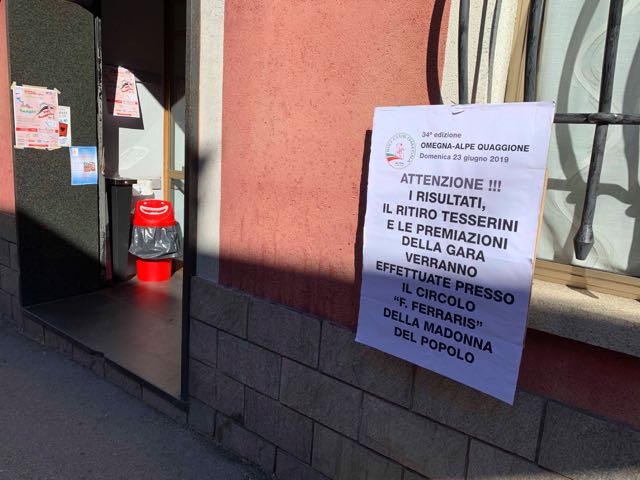 34ª edizione
OMEGNA-ALPE QUAGGIONE
Domenica 23 giugno 2019
ATTENZIONE !!!
I RISULTATI,
IL RITIRO TESSERINI
E LE PREMIAZIONI
DELLA GARA
VERRANNO
EFFETTUATE PRESSO
IL CIRCOLO
“F. FERRARIS”
DELLA MADONNA
DEL POPOLO